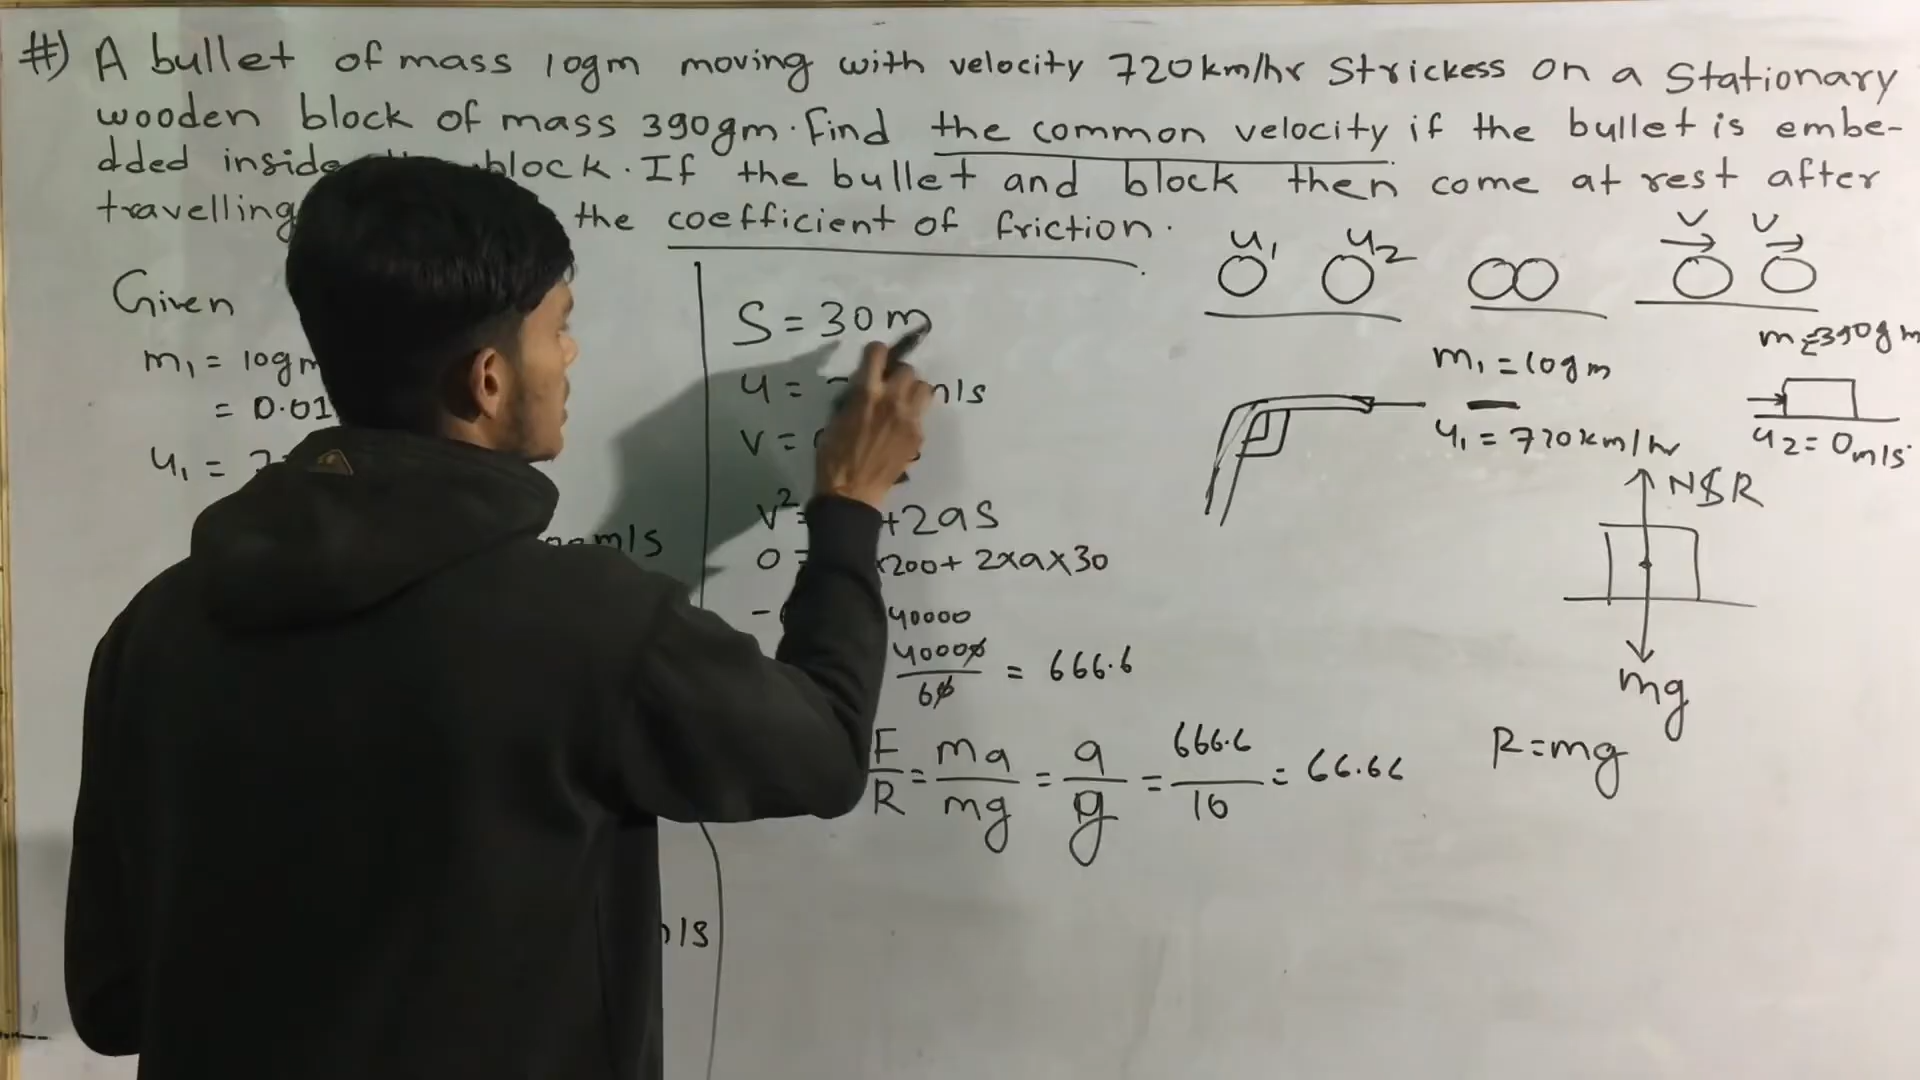 #) A bullet of mass 10gm moving with velocity 720km/hr Strickess on a Stationary
wooden block of mass 390gm. Find the common velocity if the bullet is embe-
dded inside block. If the bullet and block then come at rest after
travelling the coefficient of friction.
Given
m₁ = 10gm
= 0.01
u₁ = 7
m/s
/s
S = 30m
u = m/s
v =
v² = +2as
0 = ×200+ 2×a×30
- 40000
40000/60 = 666.6
F/R = ma/mg = a/g = 666.6/10 = 66.66
u₁ u₂
v v
m₁ = 10gm
u₁ = 720km/hr
m₂=390gm
u₂ = 0m/s
R
mg
R=mg